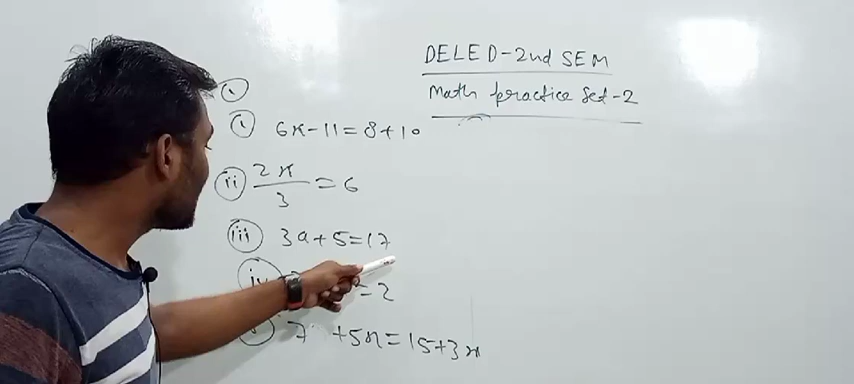 DELED-2nd SEM
Math practice Set-2
i
6x-11=8+10
ii 2x/3=6
iii 3a+5=17
iv =2
7 +5x=15+3x